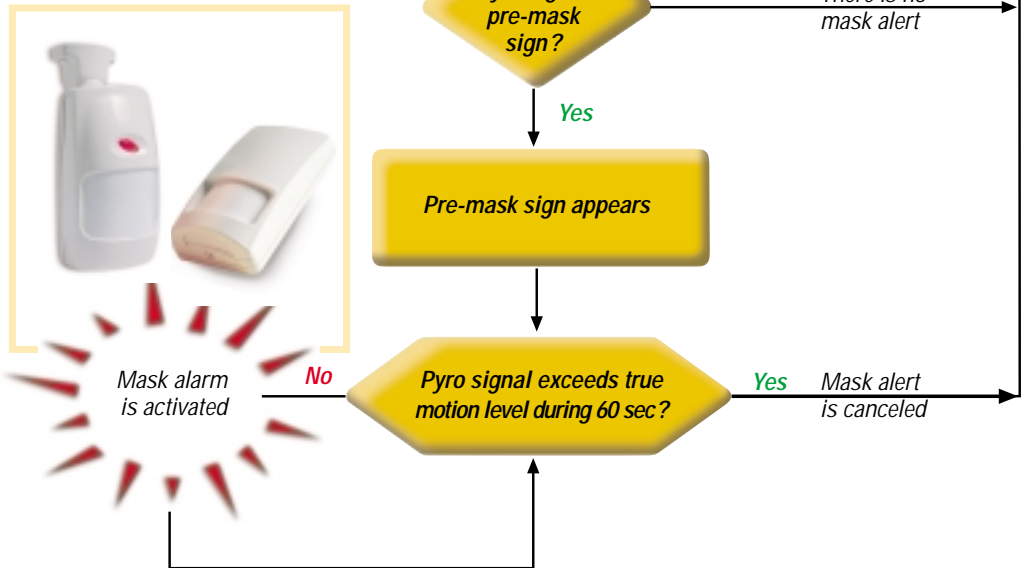 pre-mask
sign?
mask alert
Yes
Pre-mask sign appears
Mask alarm
is activated
No
Pyro signal exceeds true
motion level during 60 sec?
Yes
Mask alert
is canceled